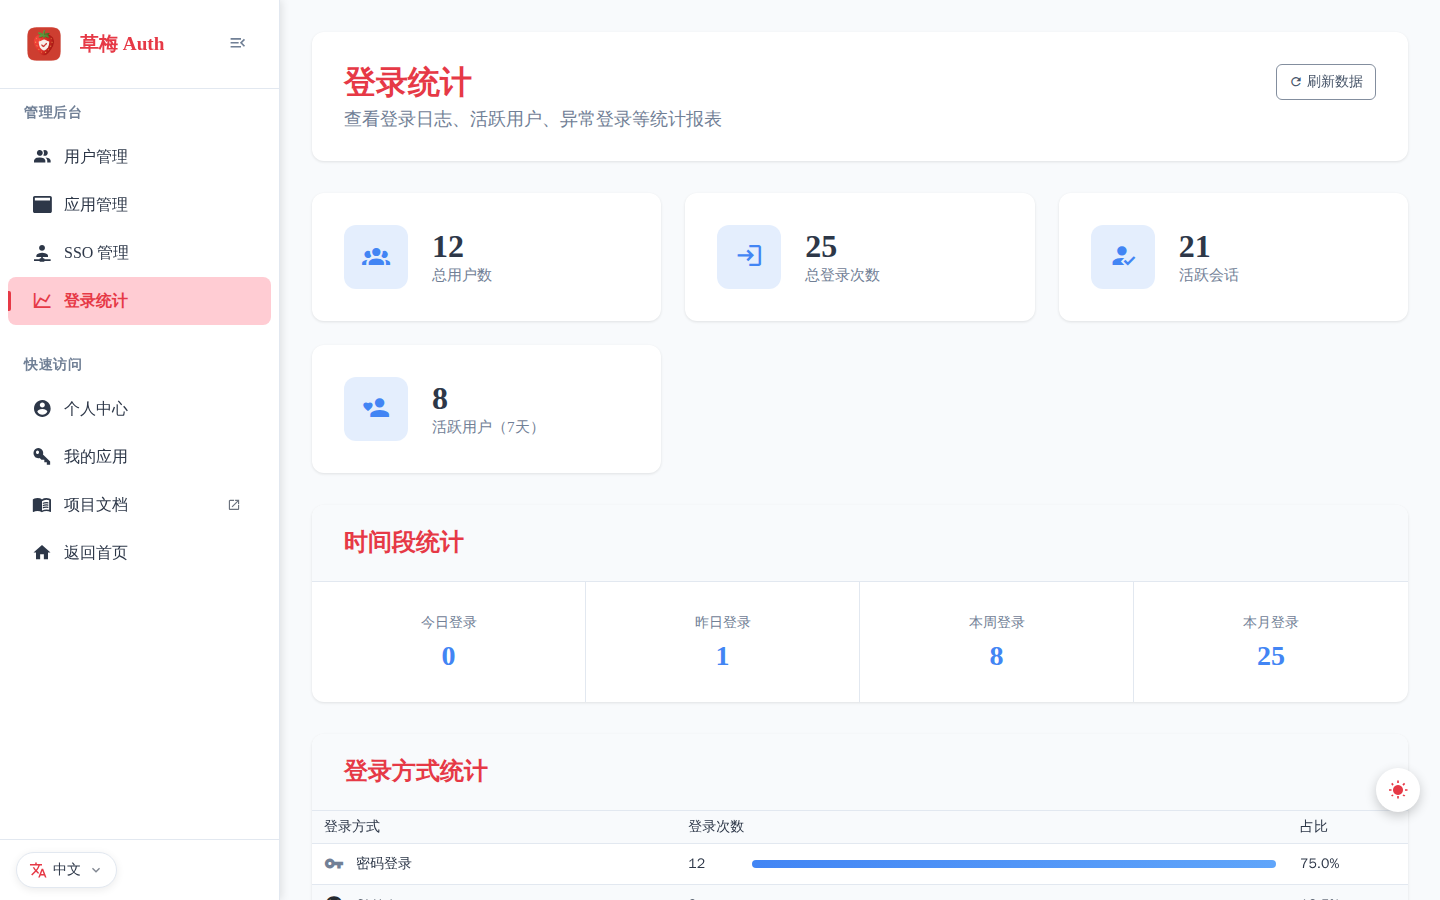 草梅 Auth
管理后台
用户管理
应用管理
SSO 管理
登录统计
快速访问
个人中心
我的应用
项目文档
返回首页
中文
登录统计
查看登录日志、活跃用户、异常登录等统计报表
刷新数据
12
总用户数
25
总登录次数
21
活跃会话
8
活跃用户（7天）
时间段统计
今日登录
0
昨日登录
1
本周登录
8
本月登录
25
登录方式统计
登录方式 登录次数 占比
密码登录 12 75.0%